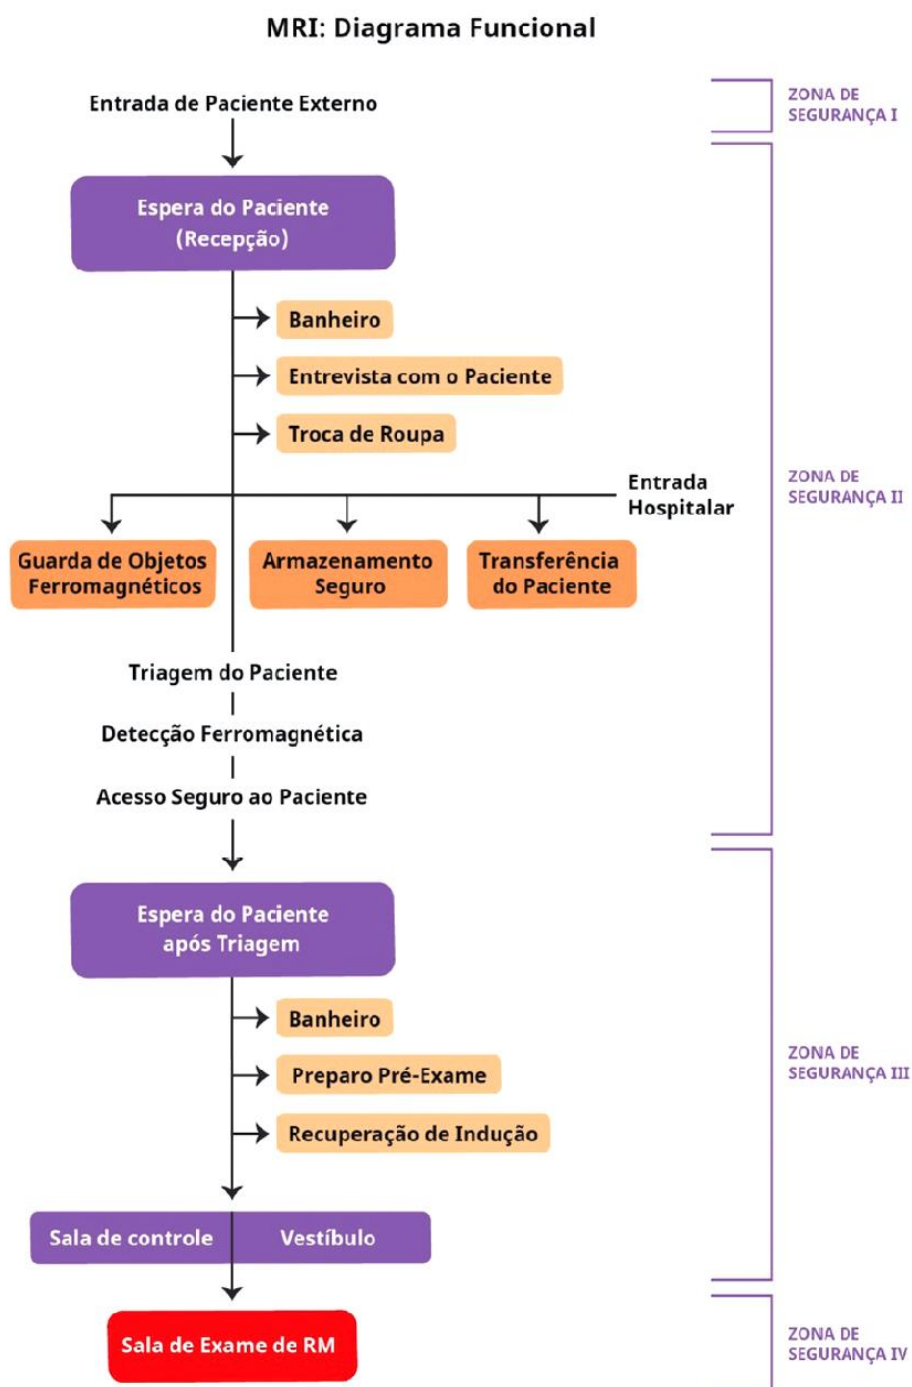 MRI: Diagrama Funcional
Entrada de Paciente Externo
ZONA DE
SEGURANÇA I
Espera do Paciente
(Recepção)
Banheiro
Entrevista com o Paciente
Troca de Roupa
Entrada
Hospitalar
ZONA DE
SEGURANÇA II
Guarda de Objetos
Ferromagnéticos
Armazenamento
Seguro
Transferência
do Paciente
Triagem do Paciente
Detecção Ferromagnética
Acesso Seguro ao Paciente
Espera do Paciente
após Triagem
Banheiro
Preparo Pré-Exame
Recuperação de Indução
ZONA DE
SEGURANÇA III
Sala de controle
Vestíbulo
Sala de Exame de RM
ZONA DE
SEGURANÇA IV